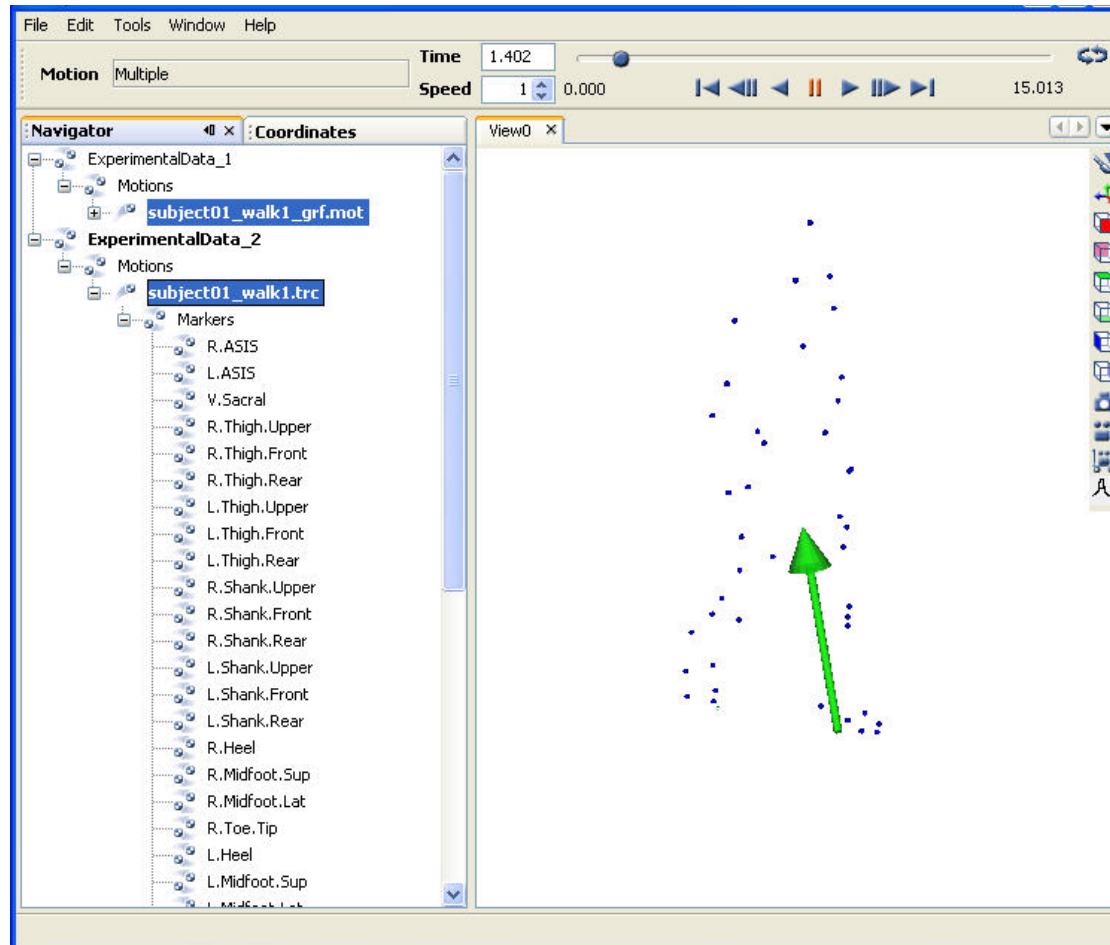 File Edit Tools Window Help
Motion Multiple
Time 1.402
Speed 1 0.000 15.013
Navigator Coordinates
View0
ExperimentalData_1
Motions
subject01_walk1_grf.mot
ExperimentalData_2
Motions
subject01_walk1.trc
Markers
R.ASIS
L.ASIS
V.Sacral
R.Thigh.Upper
R.Thigh.Front
R.Thigh.Rear
L.Thigh.Upper
L.Thigh.Front
L.Thigh.Rear
R.Shank.Upper
R.Shank.Front
R.Shank.Rear
L.Shank.Upper
L.Shank.Front
L.Shank.Rear
R.Heel
R.Midfoot.Sup
R.Midfoot.Lat
R.Toe.Tip
L.Heel
L.Midfoot.Sup